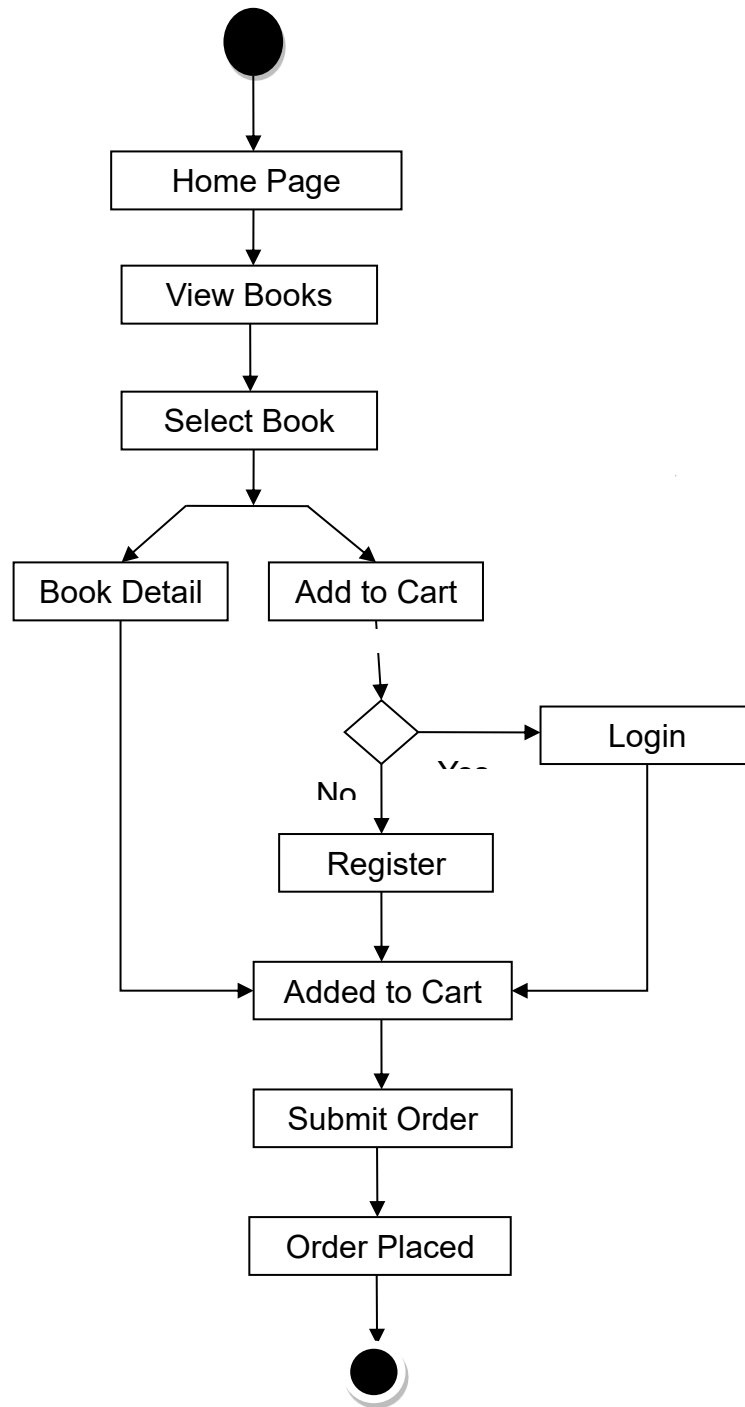 Home Page
View Books
Select Book
Book Detail
Add to Cart
Login
Yes
No
Register
Added to Cart
Submit Order
Order Placed